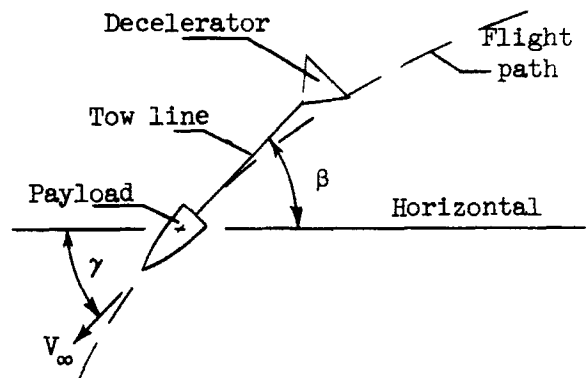 Decelerator
Flight
path
Tow line
β
Payload
Horizontal
γ
V∞